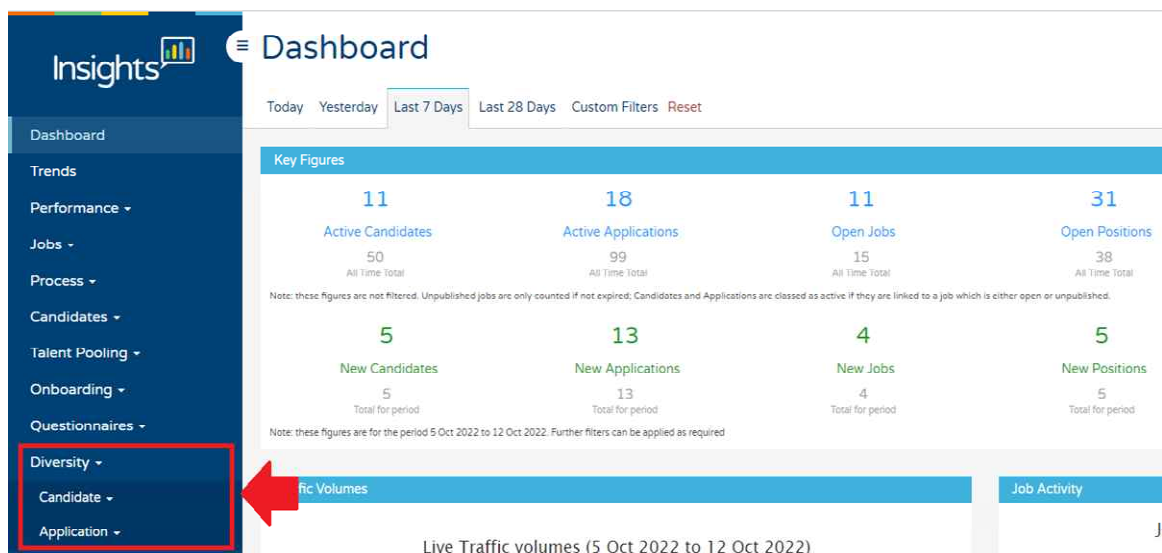 Insights
Dashboard
Today Yesterday Last 7 Days Last 28 Days Custom Filters Reset
Dashboard
Trends
Performance
Jobs
Process
Candidates
Talent Pooling
Onboarding
Questionnaires
Diversity
Candidate
Application
Key Figures
11 18 11 31
Active Candidates Active Applications Open Jobs Open Positions
50 99 15 38
All Time Total All Time Total All Time Total All Time Total
Note: these figures are not filtered. Unpublished jobs are only counted if not expired; Candidates and Applications are classed as active if they are linked to a job which is either open or unpublished.
5 13 4 5
New Candidates New Applications New Jobs New Positions
5 13 4 5
Total for period Total for period Total for period Total for period
Note: these figures are for the period 5 Oct 2022 to 12 Oct 2022. Further filters can be applied as required
fic Volumes Job Activity
Live Traffic volumes (5 Oct 2022 to 12 Oct 2022) J